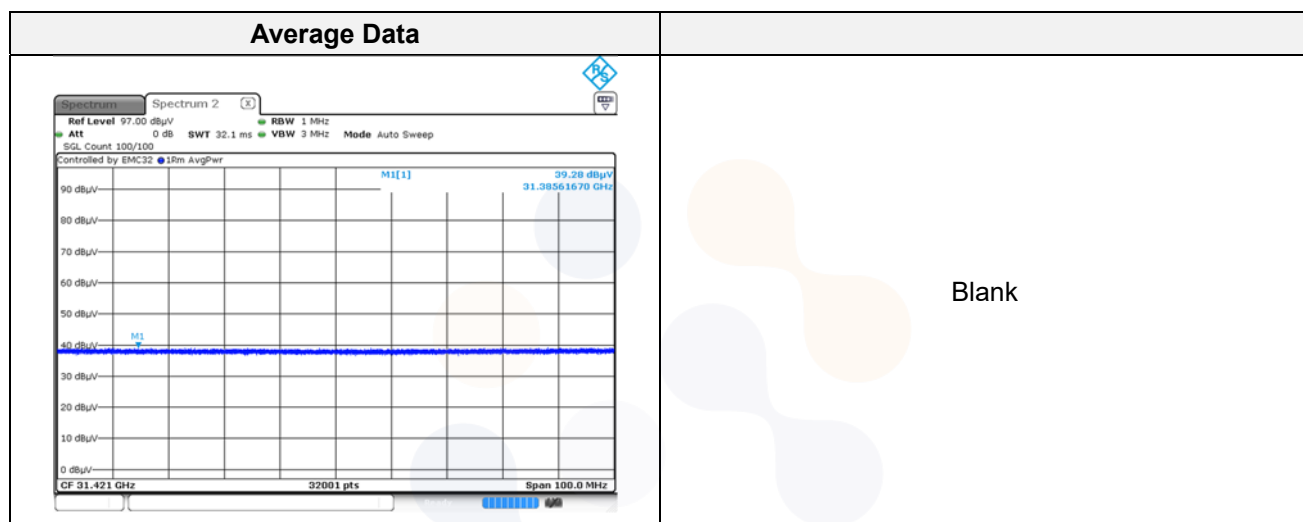 Average Data
R&S
Spectrum Spectrum 2 X
Ref Level 97.00 dBµV RBW 1 MHz
Att 0 dB SWT 32.1 ms VBW 3 MHz Mode Auto Sweep
SGL Count 100/100
Controlled by EMC32 1Rm AvgPwr
M1[1] 39.28 dBµV
31.38561670 GHz
90 dBµV
80 dBµV
70 dBµV
60 dBµV
50 dBµV
M1
40 dBµV
30 dBµV
20 dBµV
10 dBµV
0 dBµV
CF 31.421 GHz 32001 pts Span 100.0 MHz
Blank